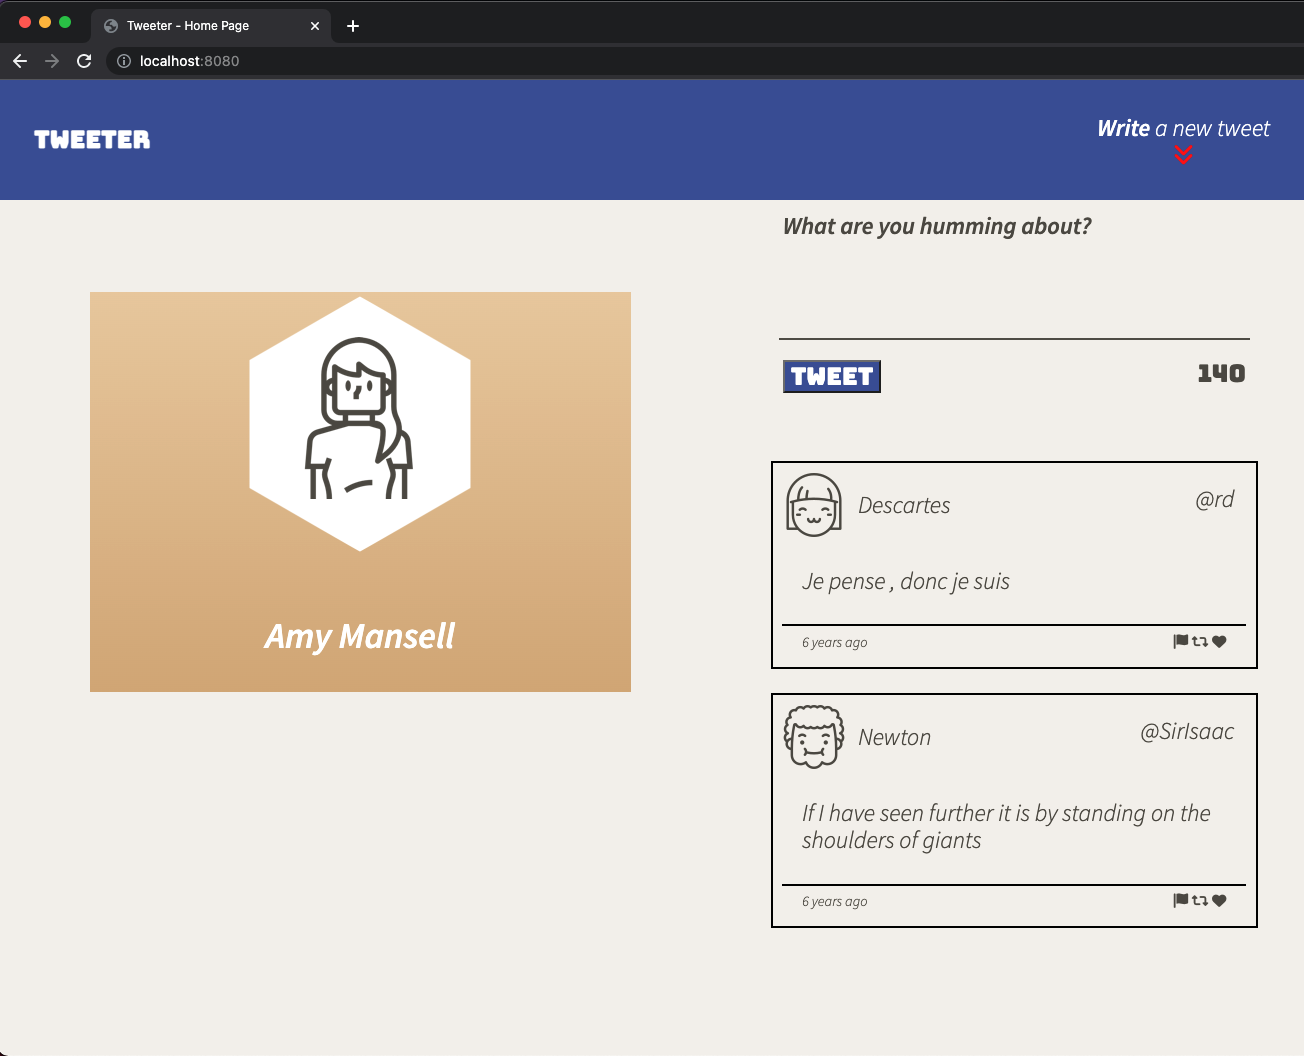 Tweeter - Home Page
localhost:8080
TWEETER
Write a new tweet
What are you humming about?
Amy Mansell
TWEET
140
Descartes
@rd
Je pense , donc je suis
6 years ago
Newton
@SirIsaac
If I have seen further it is by standing on the
shoulders of giants
6 years ago